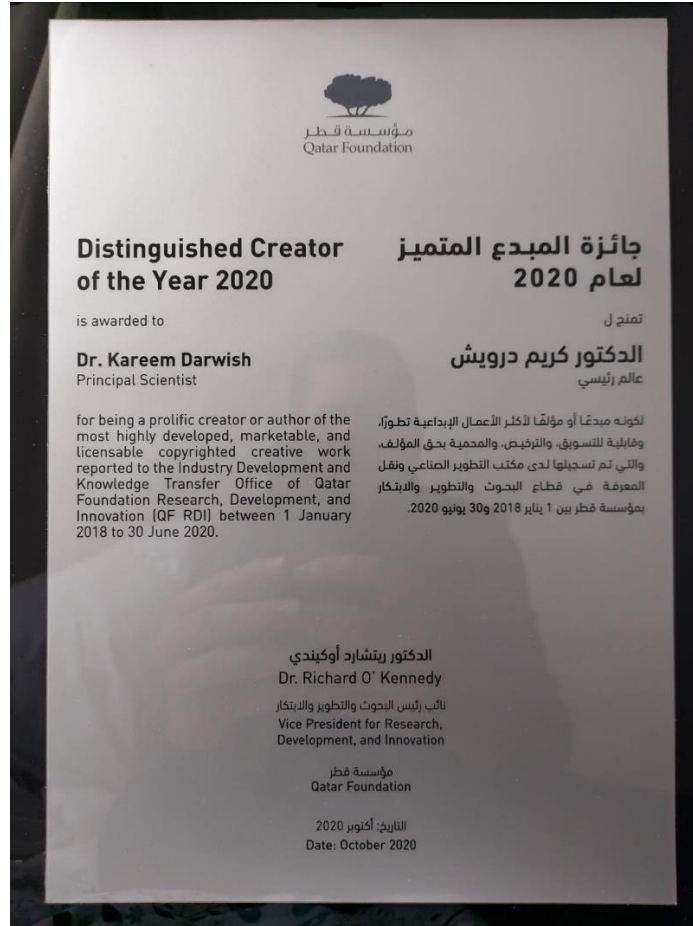 مؤسسة قطر
Qatar Foundation
Distinguished Creator
of the Year 2020
is awarded to
Dr. Kareem Darwish
Principal Scientist
for being a prolific creator or author of the
most highly developed, marketable, and
licensable copyrighted creative work
reported to the Industry Development and
Knowledge Transfer Office of Qatar
Foundation Research, Development, and
Innovation (QF RDI) between 1 January
2018 to 30 June 2020.
جائزة المبدع المتميز
لعام 2020
تمنح ل
الدكتور كريم درويش
عالم رئيسي
لكونه مبدعًا أو مؤلفًا لأكثر الأعمال الإبداعية تطورًا،
وقابلية للتسويق، والترخيص، والمحمية بحق المؤلف،
والتي تم تسجيلها لدى مكتب التطوير الصناعي ونقل
المعرفة في قطاع البحوث والتطوير والابتكار
بمؤسسة قطر بين 1 يناير 2018 و30 يونيو 2020.
الدكتور ريتشارد أوكيندي
Dr. Richard O' Kennedy
نائب رئيس البحوث والتطوير والابتكار
Vice President for Research,
Development, and Innovation
مؤسسة قطر
Qatar Foundation
التاريخ: أكتوبر 2020
Date: October 2020